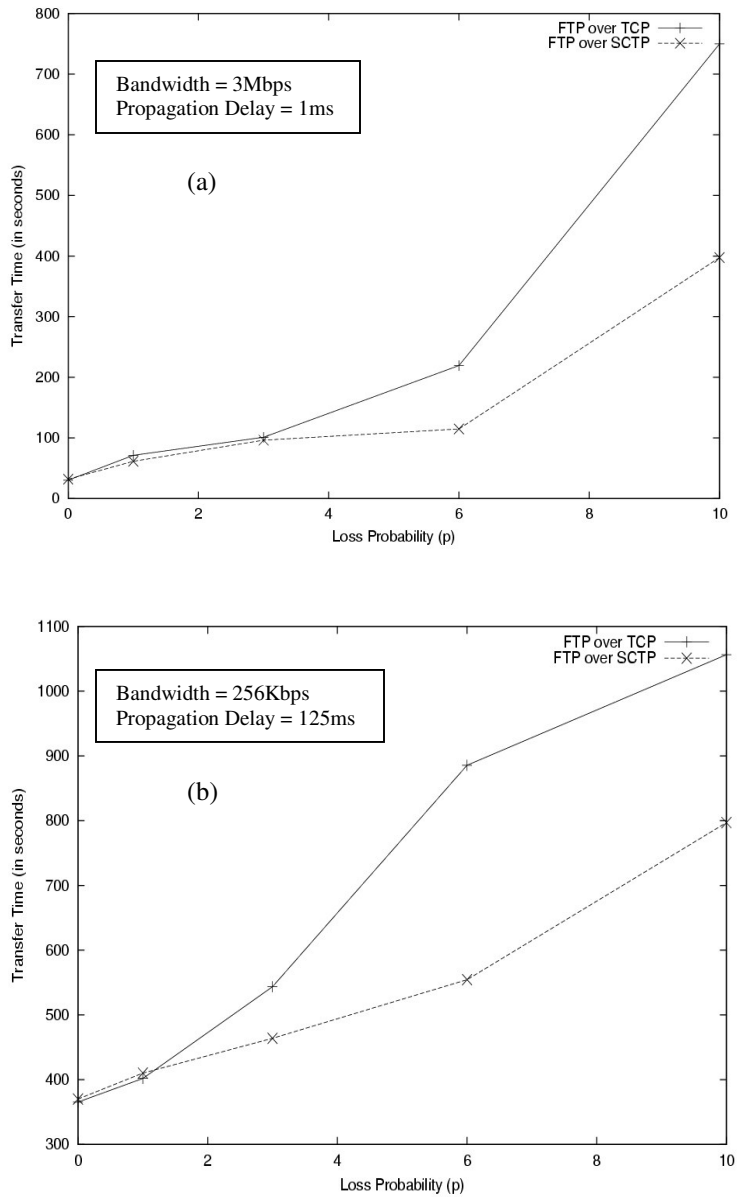 800
700
600
500
400
300
200
100
0
0 2 4 6 8 10
Transfer Time (in seconds)
Loss Probability (p)
FTP over TCP
FTP over SCTP
Bandwidth = 3Mbps
Propagation Delay = 1ms
(a)
1100
1000
900
800
700
600
500
400
300
0 2 4 6 8 10
Transfer Time (in seconds)
Loss Probability (p)
FTP over TCP
FTP over SCTP
Bandwidth = 256Kbps
Propagation Delay = 125ms
(b)